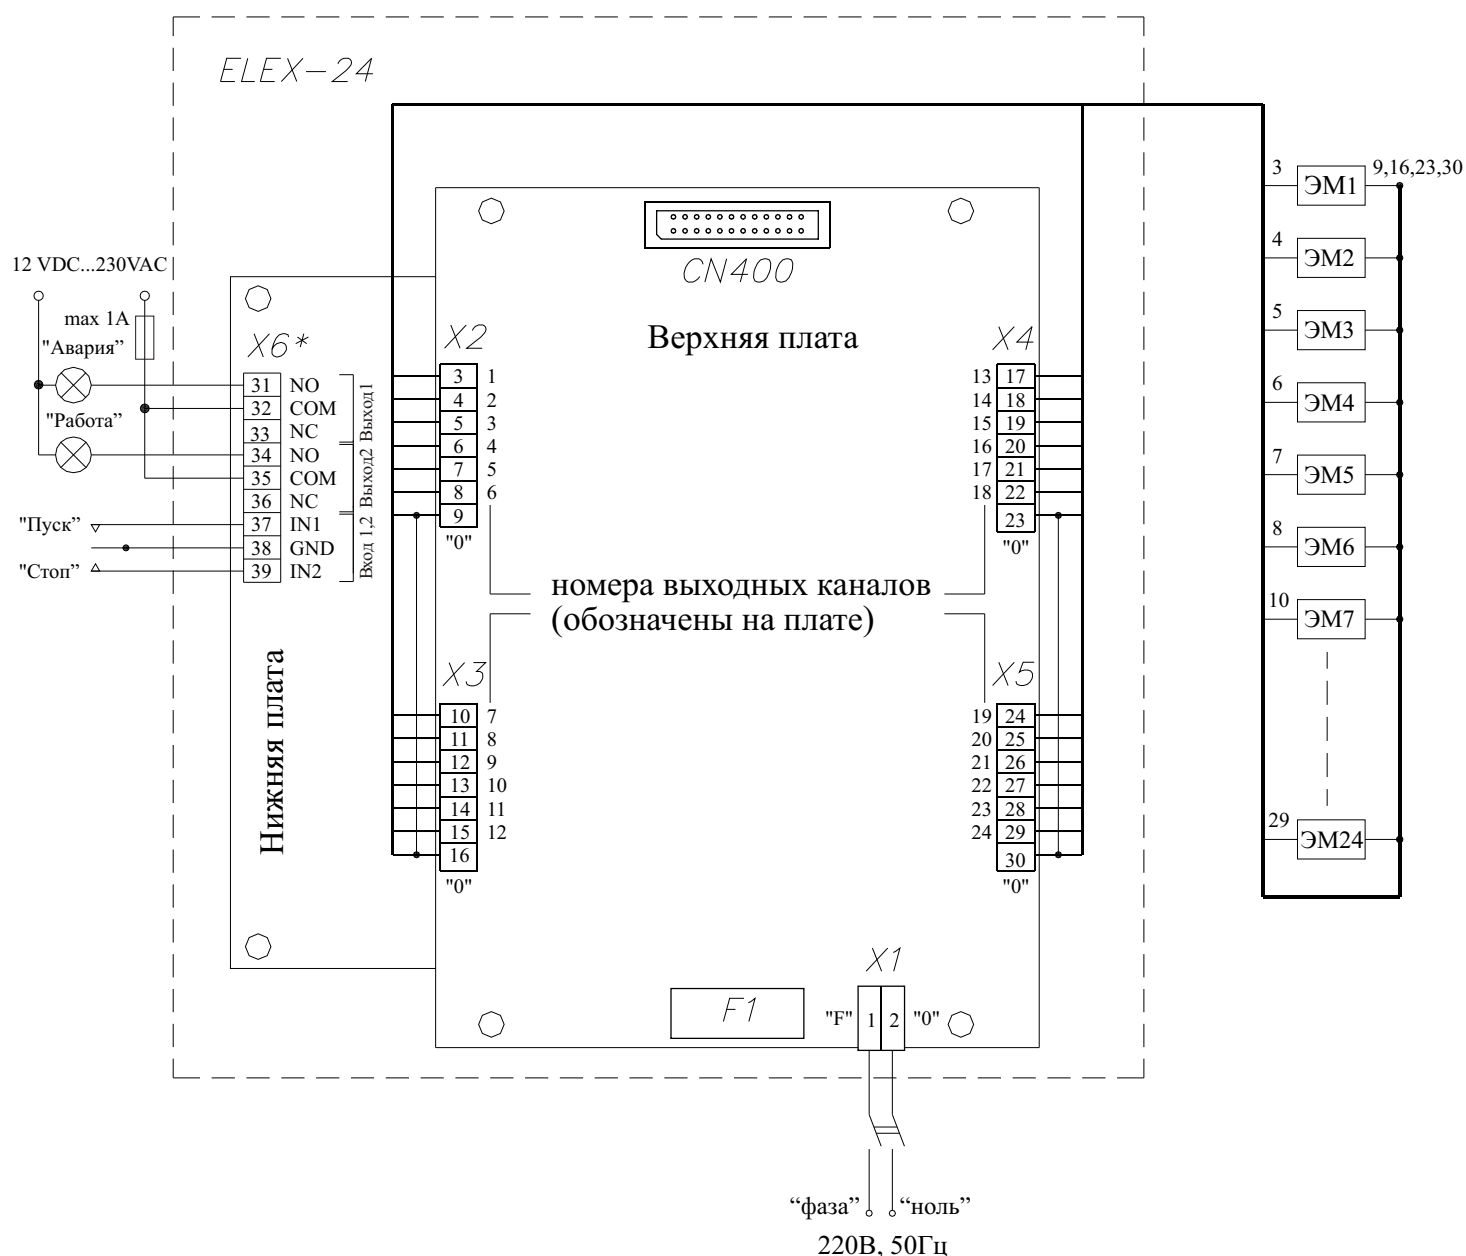 ELEX-24
12 VDC...230VAC
max 1A
"Авария”
"Работа”
"Пуск”
"Стоп”
X6*
31 NO
32 COM
33 NC
34 NO
35 COM
36 NC
37 IN1
38 GND
39 IN2
Выход1
Выход2
Вход 1,2
Нижняя плата
CN400
Верхняя плата
X2
3 1
4 2
5 3
6 4
7 5
8 6
9
"0"
X4
13 17
14 18
15 19
16 20
17 21
18 22
23
"0"
номера выходных каналов
(обозначены на плате)
X3
10 7
11 8
12 9
13 10
14 11
15 12
16
"0"
X5
19 24
20 25
21 26
22 27
23 28
24 29
30
"0"
F1
X1
"F" 1 2 "0"
“фаза” “ноль”
220В, 50Гц
3 ЭМ1 9,16,23,30
4 ЭМ2
5 ЭМ3
6 ЭМ4
7 ЭМ5
8 ЭМ6
10 ЭМ7
29 ЭМ24